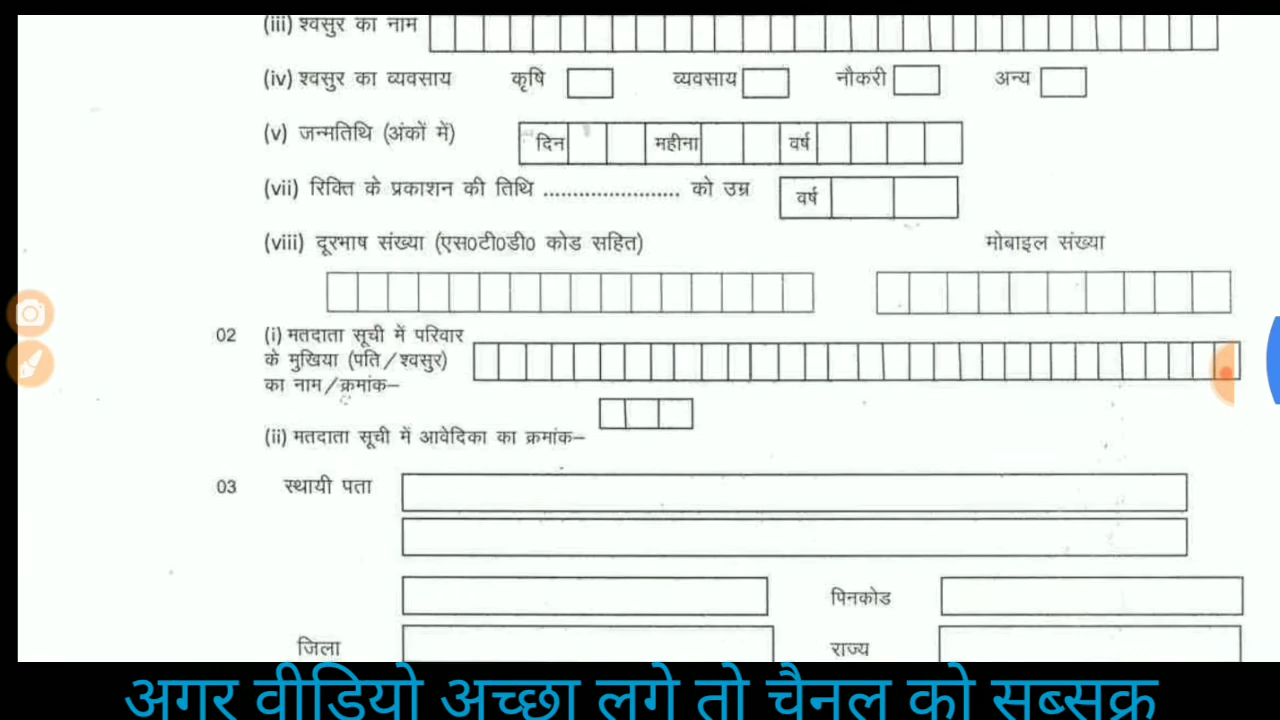 (iii) श्वसुर का नाम
(iv) श्वसुर का व्यवसाय कृषि व्यवसाय नौकरी अन्य
(v) जन्मतिथि (अंकों में) दिन महीना वर्ष
(vii) रिक्ति के प्रकाशन की तिथि ....................... को उम्र वर्ष
(viii) दूरभाष संख्या (एस0टी0डी0 कोड सहित) मोबाइल संख्या
02 (i) मतदाता सूची में परिवार
के मुखिया (पति/श्वसुर)
का नाम/क्रमांक–
(ii) मतदाता सूची में आवेदिका का क्रमांक–
03 स्थायी पता
पिनकोड
जिला राज्य
अगर वीडियो अच्छा लगे तो चैनल को सब्सक्र